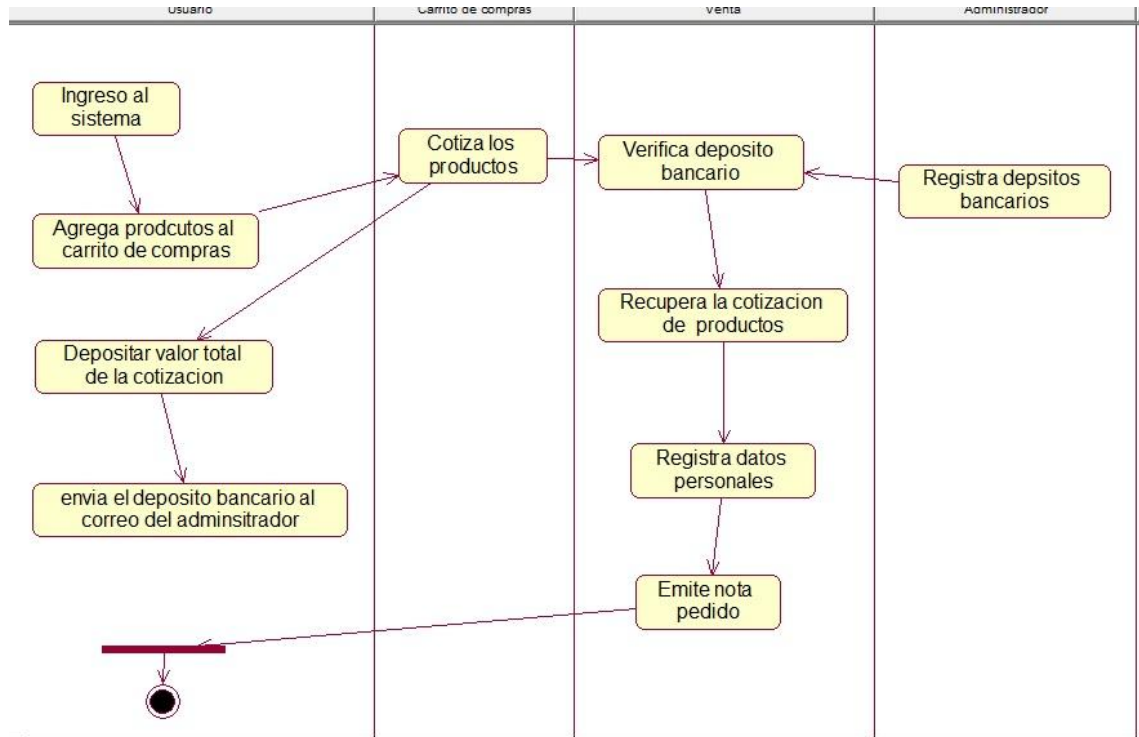 Usuario
Carrito de compras
Venta
Administrador
Ingreso al
sistema
Agrega prodcutos al
carrito de compras
Cotiza los
productos
Verifica deposito
bancario
Registra depsitos
bancarios
Recupera la cotizacion
de productos
Depositar valor total
de la cotizacion
Registra datos
personales
envia el deposito bancario al
correo del adminsitrador
Emite nota
pedido